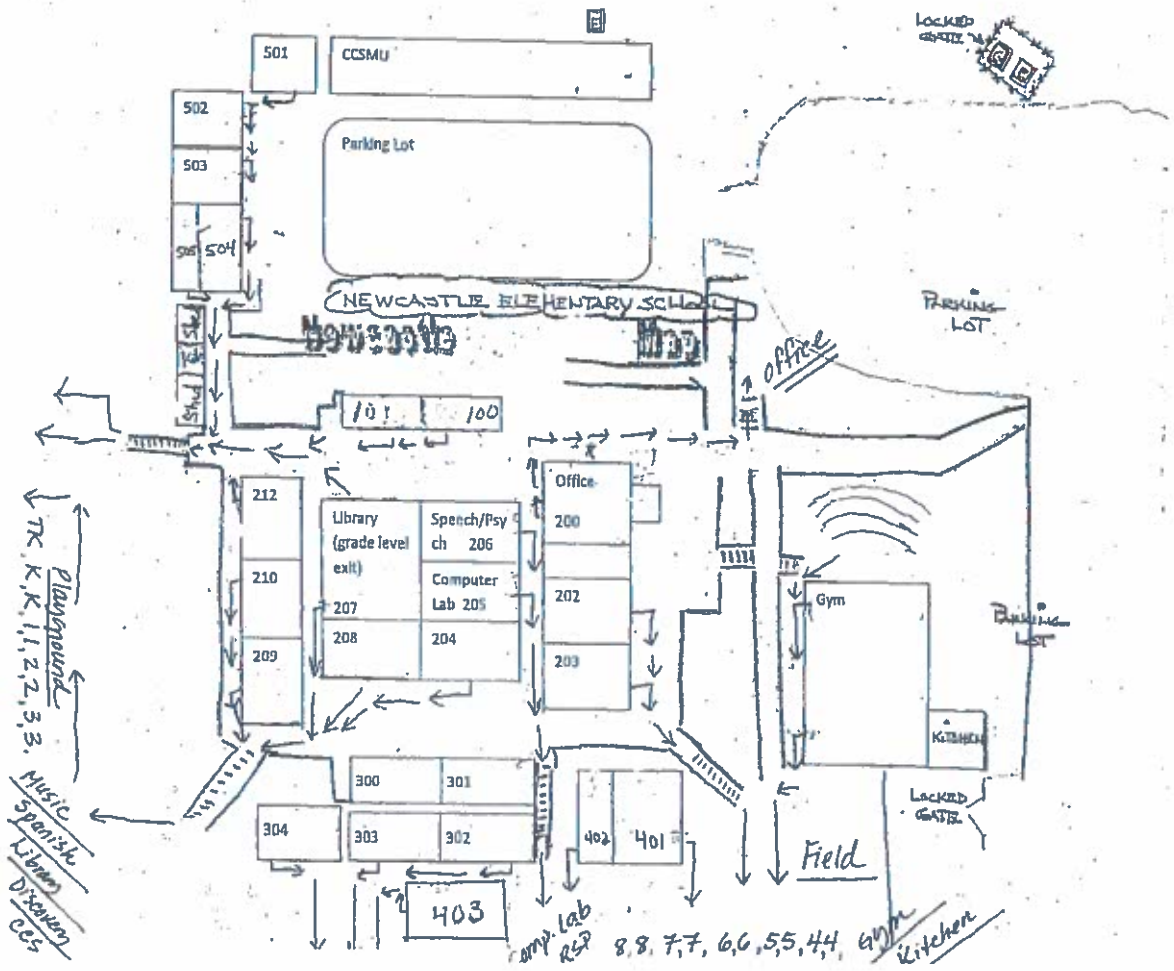 LOCKED
GATE
501
CCSMU
502
503
Parking Lot
505
504
NEWCASTLE ELEMENTARY SCHOOL
Newcastle
Map
PARKING
LOT
Shed
Shed
office
101
100
212
210
209
Library
(grade level
exit)
207
208
Speech/Psy
ch 206
Computer
Lab 205
204
Office
200
202
203
Gym
KITCHEN
PARKING
LOT
LOCKED
GATE
Playground
TK, K, K, 1, 1, 2, 2, 3, 3,
Music
Spanish
Library
Discovery
CCS
300
301
304
303
302
402
401
403
Field
Comp. Lab
RSP
8,8, 7,7, 6,6, 5,5, 4,4, Gym
Kitchen